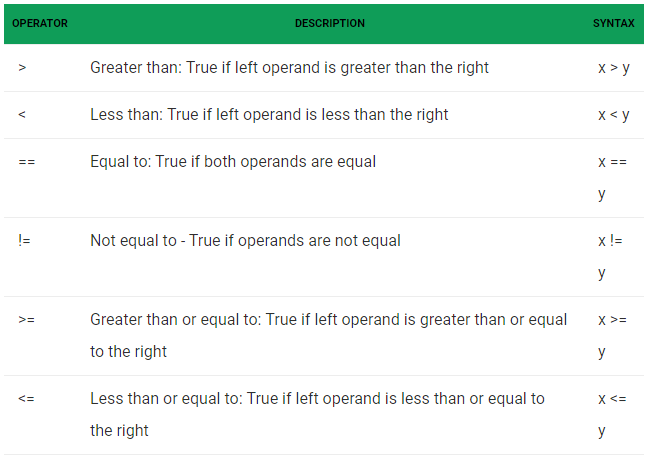 OPERATOR DESCRIPTION SYNTAX
> Greater than: True if left operand is greater than the right x > y
< Less than: True if left operand is less than the right x < y
== Equal to: True if both operands are equal x ==
y
!= Not equal to - True if operands are not equal x !=
y
>= Greater than or equal to: True if left operand is greater than or equal x >=
to the right y
<= Less than or equal to: True if left operand is less than or equal to x <=
the right y